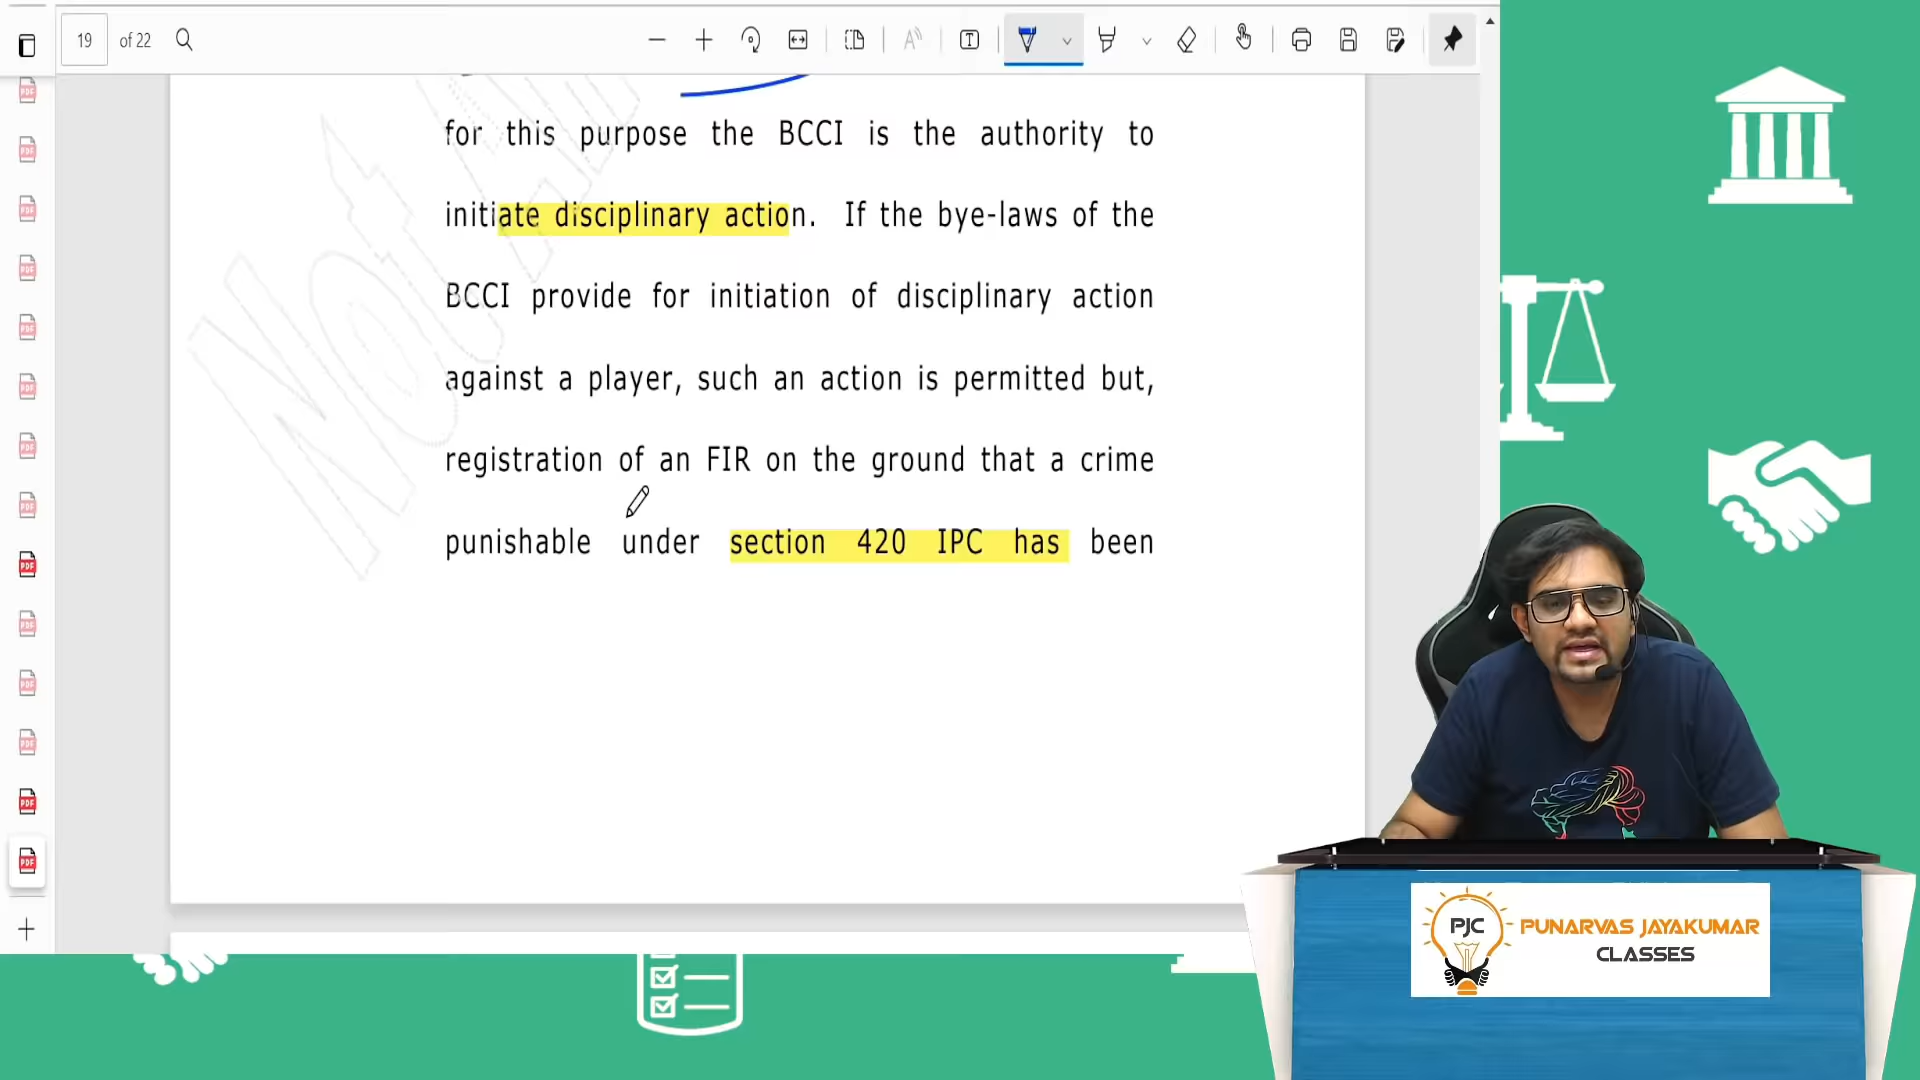 19 of 22
for this purpose the BCCI is the authority to
initiate disciplinary action. If the bye-laws of the
BCCI provide for initiation of disciplinary action
against a player, such an action is permitted but,
registration of an FIR on the ground that a crime
punishable under section 420 IPC has been
PJC
PUNARVAS JAYAKUMAR
CLASSES